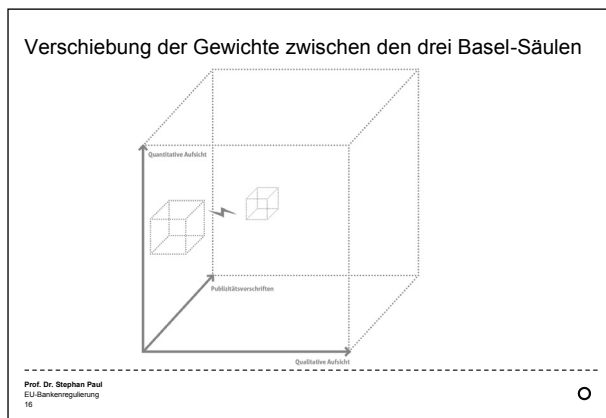 Verschiebung der Gewichte zwischen den drei Basel-Säulen
Quantitative Aufsicht
Publizitätsvorschriften
Qualitative Aufsicht
Prof. Dr. Stephan Paul
EU-Bankenregulierung
16